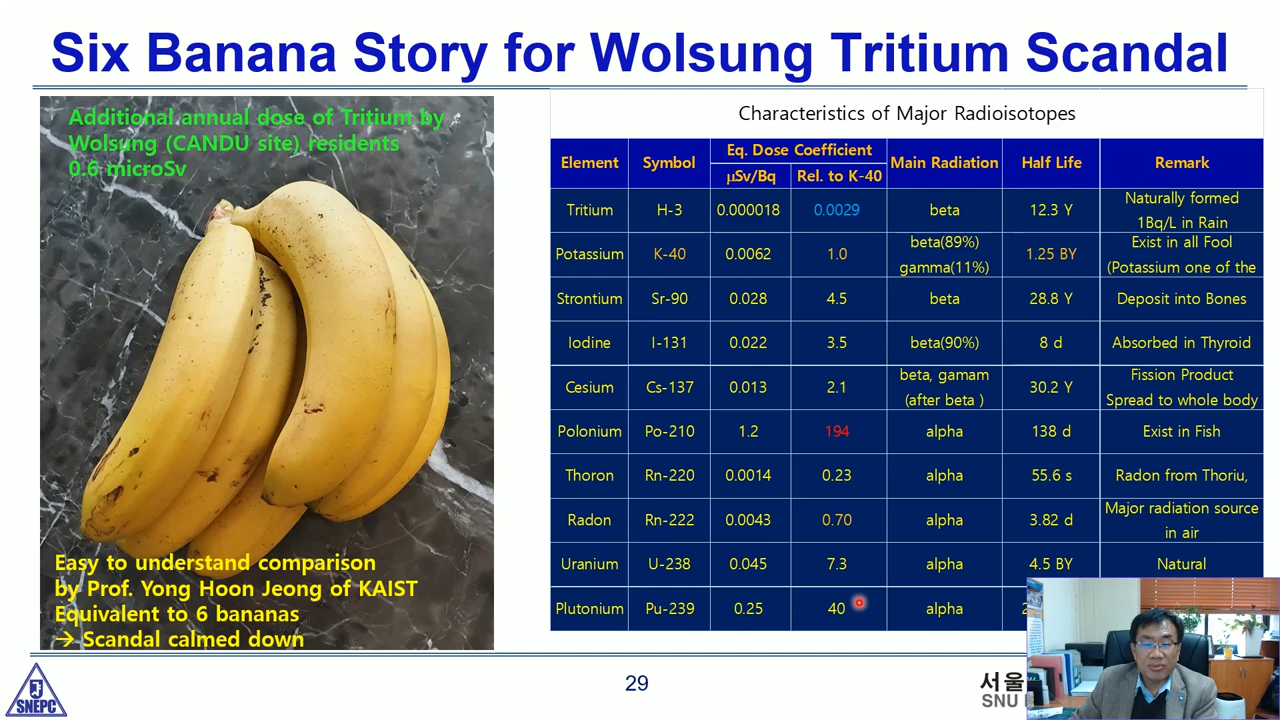 Six Banana Story for Wolsung Tritium Scandal
Additional annual dose of Tritium by
Wolsung (CANDU site) residents
0.6 microSv
Easy to understand comparison
by Prof. Yong Hoon Jeong of KAIST
Equivalent to 6 bananas
→ Scandal calmed down
Characteristics of Major Radioisotopes
Element Symbol Eq. Dose Coefficient Main Radiation Half Life Remark
μSv/Bq Rel. to K-40
Tritium H-3 0.000018 0.0029 beta 12.3 Y Naturally formed
1Bq/L in Rain
Potassium K-40 0.0062 1.0 beta(89%) 1.25 BY Exist in all Fool
gamma(11%) (Potassium one of the
Strontium Sr-90 0.028 4.5 beta 28.8 Y Deposit into Bones
Iodine I-131 0.022 3.5 beta(90%) 8 d Absorbed in Thyroid
Cesium Cs-137 0.013 2.1 beta, gamam 30.2 Y Fission Product
(after beta ) Spread to whole body
Polonium Po-210 1.2 194 alpha 138 d Exist in Fish
Thoron Rn-220 0.0014 0.23 alpha 55.6 s Radon from Thoriu,
Radon Rn-222 0.0043 0.70 alpha 3.82 d Major radiation source
in air
Uranium U-238 0.045 7.3 alpha 4.5 BY Natural
Plutonium Pu-239 0.25 40 alpha
SNEPC
29
서울
SNU